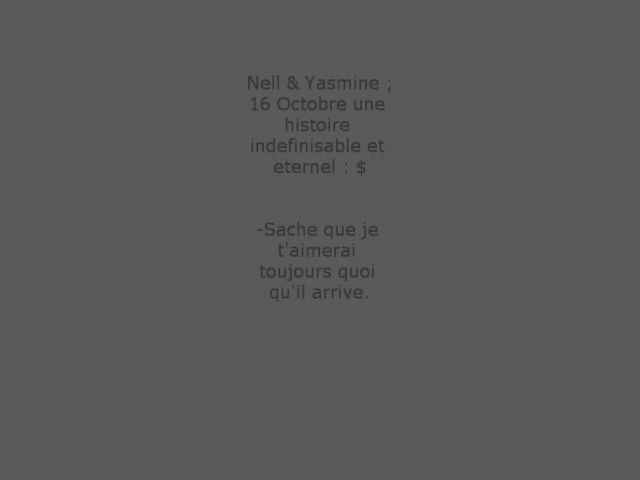 Nell & Yasmine ;
16 Octobre une
histoire
indefinisable et
eternel : $
-Sache que je
t'aimerai
toujours quoi
qu'il arrive.